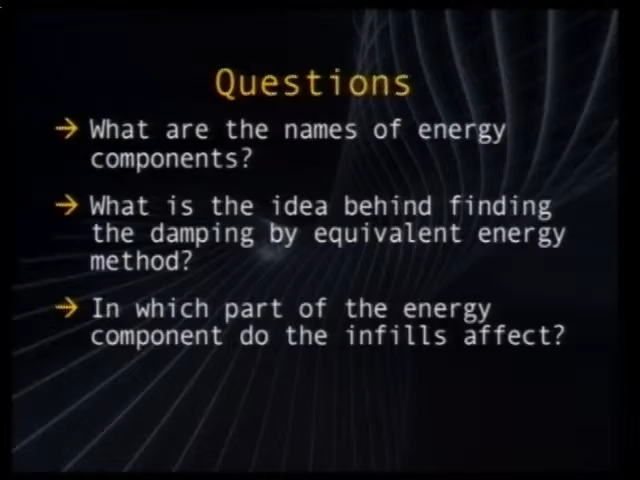 Questions
→ What are the names of energy
components?
→ What is the idea behind finding
the damping by equivalent energy
method?
→ In which part of the energy
component do the infills affect?